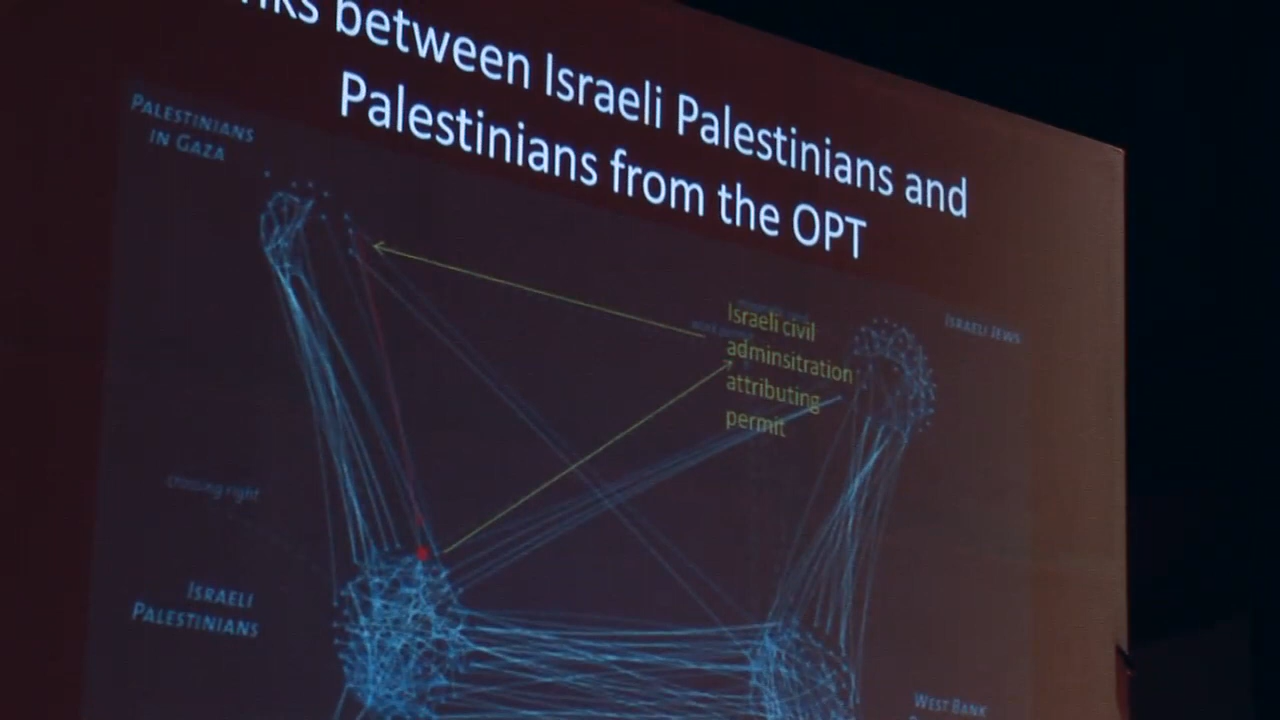 between Israeli Palestinians and
Palestinians from the OPT
PALESTINIANS
IN GAZA
Israeli civil
adminsitration
attributing
permit
ISRAELI JEWS
crossing right
ISRAELI
PALESTINIANS
WEST BANK